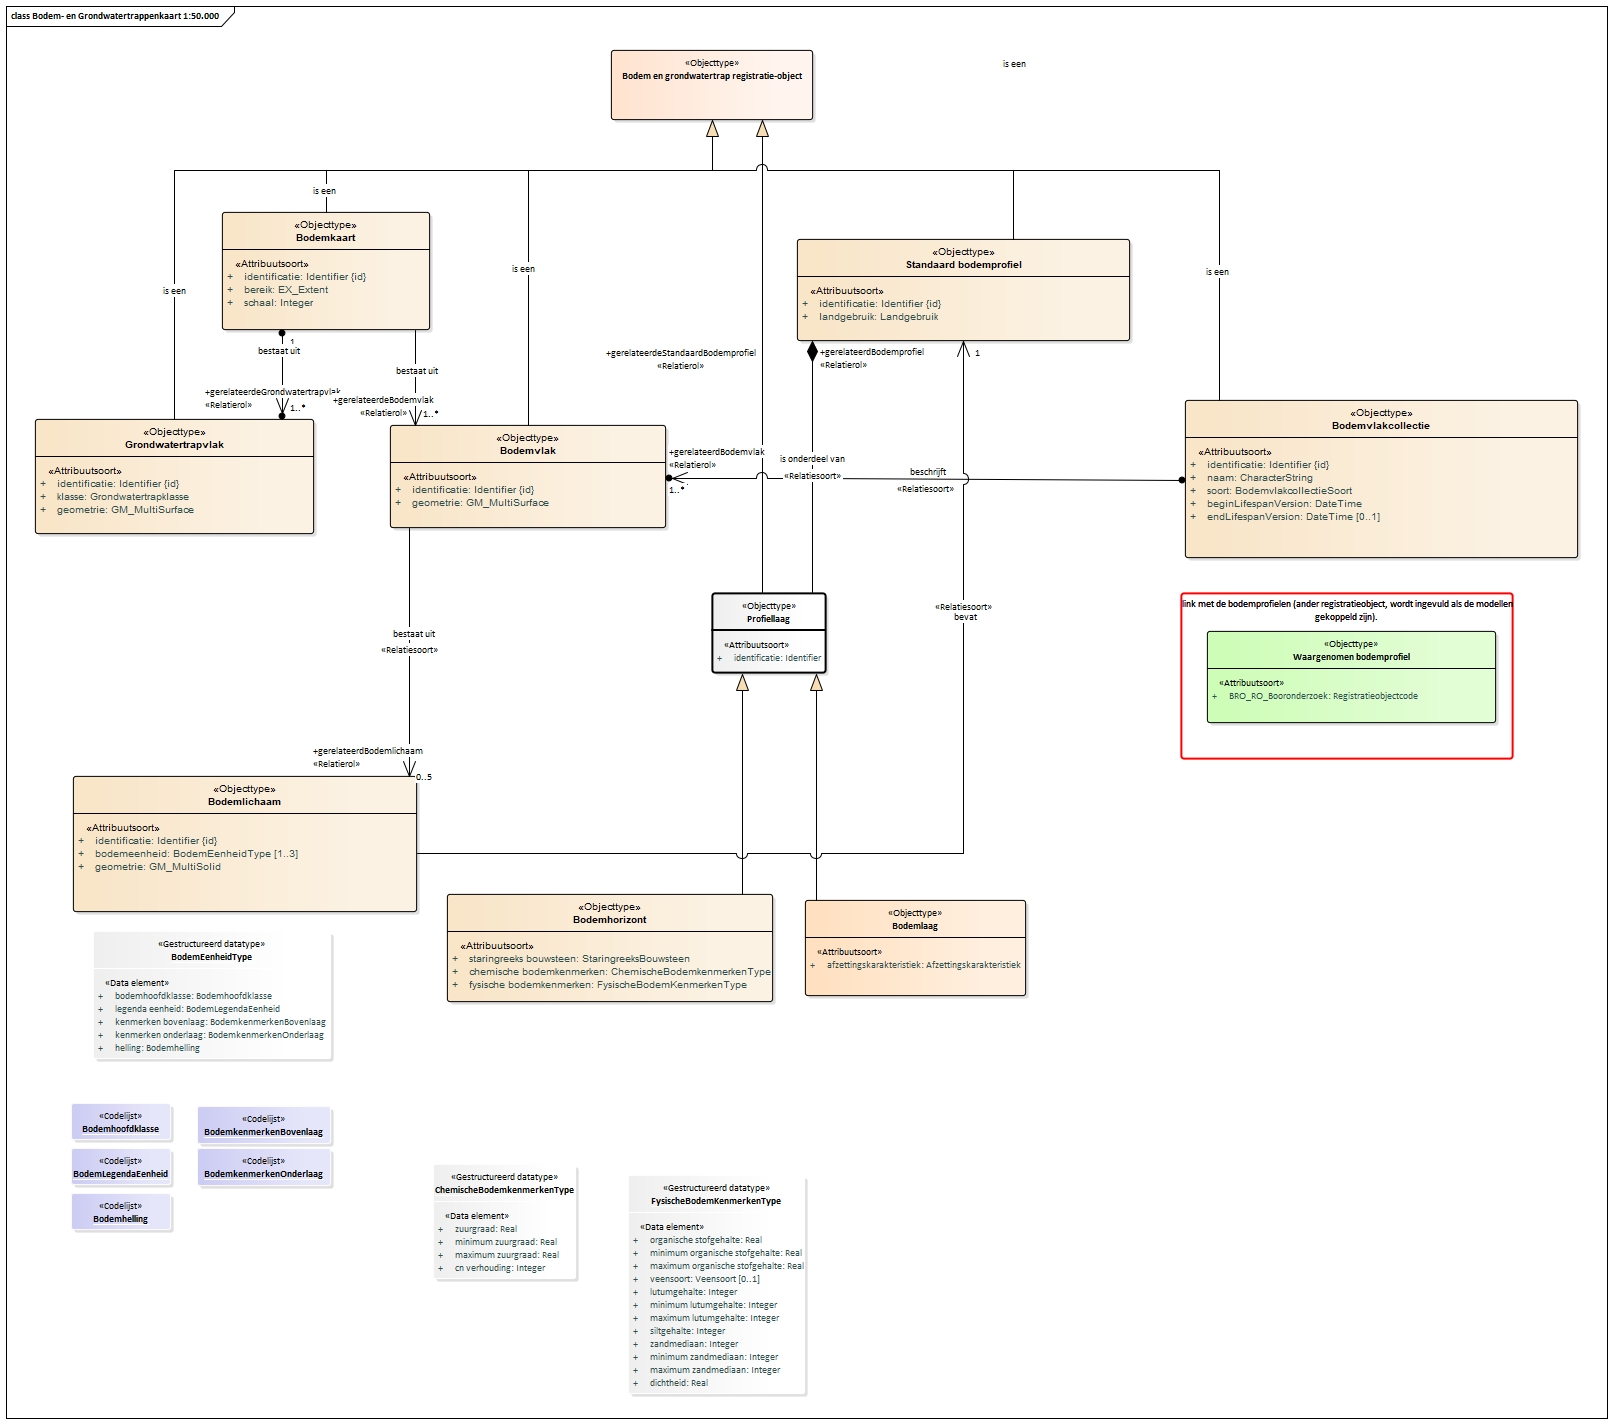 class Bodem- en Grondwatertrappenkaart 1:50.000
«Objecttype»
Bodem en grondwatertrap registratie-object
is een
is een
is een
is een
is een
«Objecttype»
Bodemkaart
«Attribuutsoort»
+ identificatie: Identifier {id}
+ bereik: EX_Extent
+ schaal: Integer
«Objecttype»
Standaard bodemprofiel
«Attribuutsoort»
+ identificatie: Identifier {id}
+ landgebruik: Landgebruik
1
bestaat uit
+gerelateerdeGrondwatertrapvlak
«Relatierol»
1..*
bestaat uit
+gerelateerdeBodemvlak
«Relatierol»
1..*
+gerelateerdeStandaardBodemprofiel
«Relatierol»
+gerelateerdBodemprofiel
«Relatierol»
1
«Objecttype»
Grondwatertrapvlak
«Attribuutsoort»
+ identificatie: Identifier {id}
+ klasse: Grondwatertrapklasse
+ geometrie: GM_MultiSurface
«Objecttype»
Bodemvlak
«Attribuutsoort»
+ identificatie: Identifier {id}
+ geometrie: GM_MultiSurface
+gerelateerdBodemvlak
«Relatierol»
1..*
is onderdeel van
«Relatiesoort»
beschrijft
«Relatiesoort»
«Objecttype»
Bodemvlakcollectie
«Attribuutsoort»
+ identificatie: Identifier {id}
+ naam: CharacterString
+ soort: BodemvlakcollectieSoort
+ beginLifespanVersion: DateTime
+ endLifespanVersion: DateTime [0..1]
«Objecttype»
Profiellaag
«Attribuutsoort»
+ identificatie: Identifier
«Relatiesoort»
bevat
link met de bodemprofielen (ander registratieobject, wordt ingevuld als de modellen
gekoppeld zijn).
«Objecttype»
Waargenomen bodemprofiel
«Attribuutsoort»
+ BRO_RO_Booronderzoek: Registratieobjectcode
bestaat uit
«Relatiesoort»
+gerelateerdBodemlichaam
«Relatierol»
0..5
«Objecttype»
Bodemlichaam
«Attribuutsoort»
+ identificatie: Identifier {id}
+ bodemeenheid: BodemEenheidType [1..3]
+ geometrie: GM_MultiSolid
«Objecttype»
Bodemhorizont
«Attribuutsoort»
+ staringreeks bouwsteen: StaringreeksBouwsteen
+ chemische bodemkenmerken: ChemischeBodemkenmerkenType
+ fysische bodemkenmerken: FysischeBodemKenmerkenType
«Objecttype»
Bodemlaag
«Attribuutsoort»
+ afzettingskarakteristiek: Afzettingskarakteristiek
«Gestructureerd datatype»
BodemEenheidType
«Data element»
+ bodemhoofdklasse: Bodemhoofdklasse
+ legenda eenheid: BodemLegendaEenheid
+ kenmerken bovenlaag: BodemkenmerkenBovenlaag
+ kenmerken onderlaag: BodemkenmerkenOnderlaag
+ helling: Bodemhelling
«Codelijst»
Bodemhoofdklasse
«Codelijst»
BodemkenmerkenBovenlaag
«Codelijst»
BodemLegendaEenheid
«Codelijst»
BodemkenmerkenOnderlaag
«Codelijst»
Bodemhelling
«Gestructureerd datatype»
ChemischeBodemkenmerkenType
«Data element»
+ zuurgraad: Real
+ minimum zuurgraad: Real
+ maximum zuurgraad: Real
+ cn verhouding: Integer
«Gestructureerd datatype»
FysischeBodemKenmerkenType
«Data element»
+ organische stofgehalte: Real
+ minimum organische stofgehalte: Real
+ maximum organische stofgehalte: Real
+ veensoort: Veensoort [0..1]
+ lutumgehalte: Integer
+ minimum lutumgehalte: Integer
+ maximum lutumgehalte: Integer
+ siltgehalte: Integer
+ zandmediaan: Integer
+ minimum zandmediaan: Integer
+ maximum zandmediaan: Integer
+ dichtheid: Real